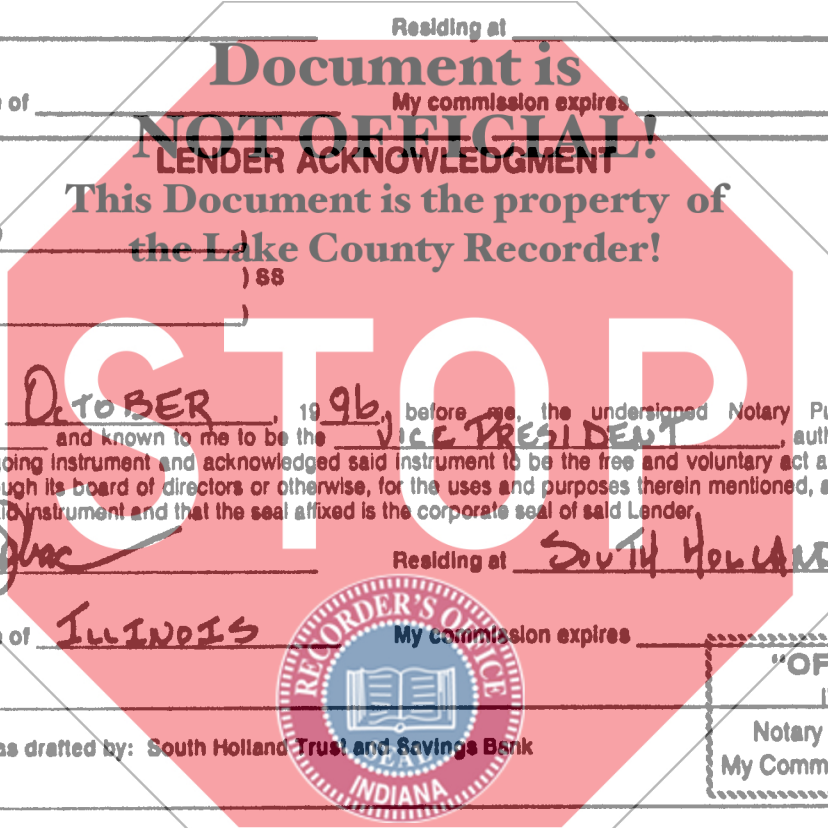 Residing at
Document is
of My commission expires
NOT OFFICIAL!
LENDER ACKNOWLEDGMENT
This Document is the property of
the Lake County Recorder!
)
) SS
)
STOP
OCTOBER , 19 96, before me, the undersigned Notary Pu
and known to me to be the VICE PRESIDENT , auth
oing instrument and acknowledged said instrument to be the free and voluntary act a
ugh its board of directors or otherwise, for the uses and purposes therein mentioned, a
instrument and that the seal affixed is the corporate seal of said Lender.
Residing at SOUTH HOLLAND
of ILLINOIS My commission expires
RECORDER'S OFFICE
SEAL
INDIANA
"OF
Notary
My Comm
as drafted by: South Holland Trust and Savings Bank